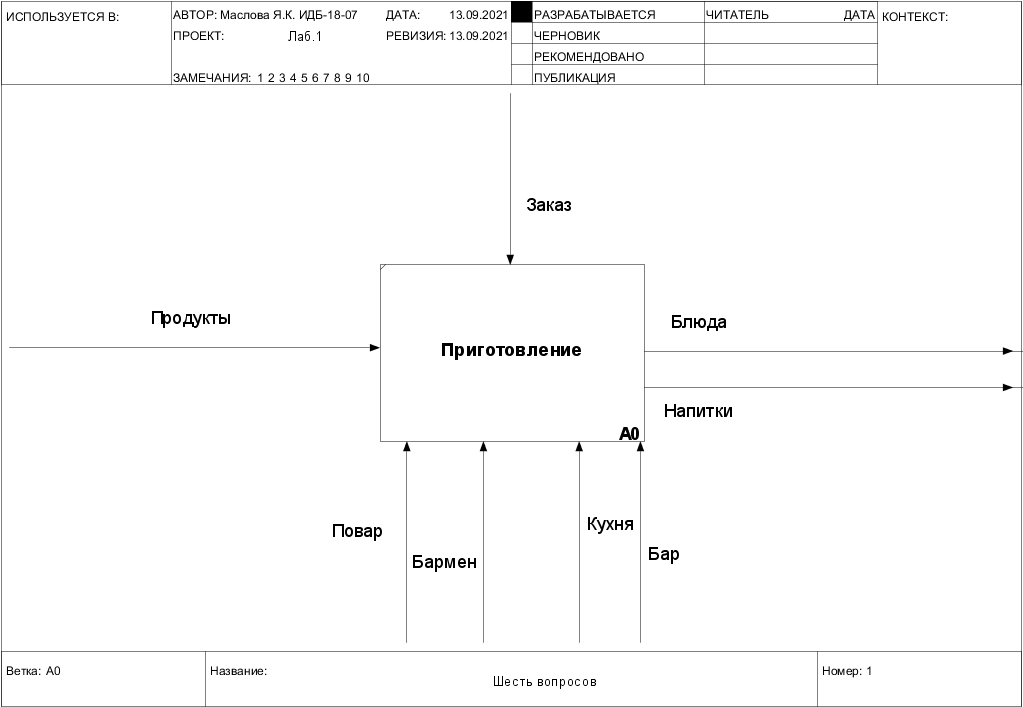 ИСПОЛЬЗУЕТСЯ В:
АВТОР: Маслова Я.К. ИДБ-18-07
ДАТА: 13.09.2021
ПРОЕКТ: Лаб.1
РЕВИЗИЯ: 13.09.2021
ЗАМЕЧАНИЯ: 1 2 3 4 5 6 7 8 9 10
РАЗРАБАТЫВАЕТСЯ
ЧЕРНОВИК
РЕКОМЕНДОВАНО
ПУБЛИКАЦИЯ
ЧИТАТЕЛЬ ДАТА
КОНТЕКСТ:
Заказ
Продукты
Приготовление
A0
Блюда
Напитки
Повар
Бармен
Кухня
Бар
Ветка: A0
Название:
Шесть вопросов
Номер: 1